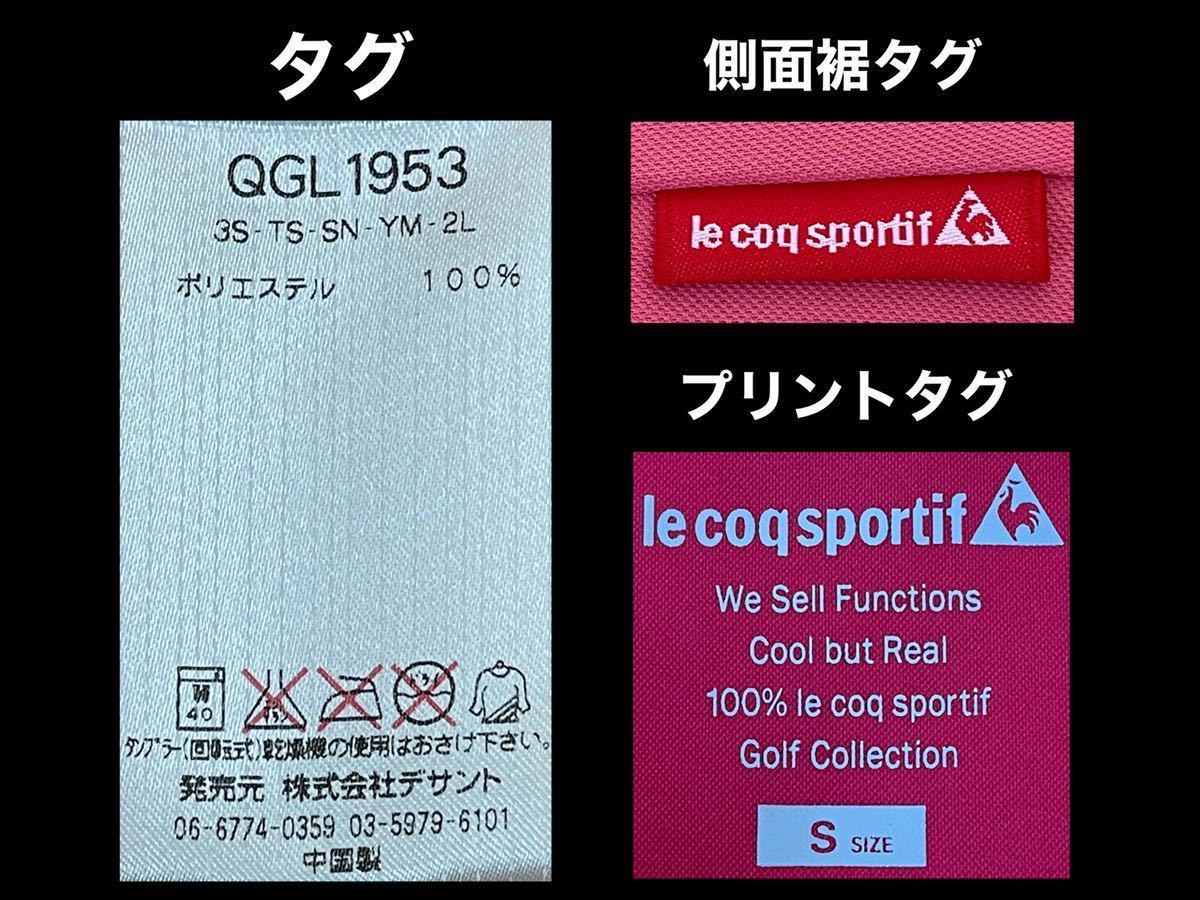 タグ
QGL1953
3S-TS-SN-YM-2L
ポリエステル 100%
40
タンブラー(回転式)乾燥機の使用はおさけ下さい。
発売元 株式会社デサント
06-6774-0359 03-5979-6101
中国製
側面裾タグ
le coq sportif
プリントタグ
le coq sportif
We Sell Functions
Cool but Real
100% le coq sportif
Golf Collection
S SIZE